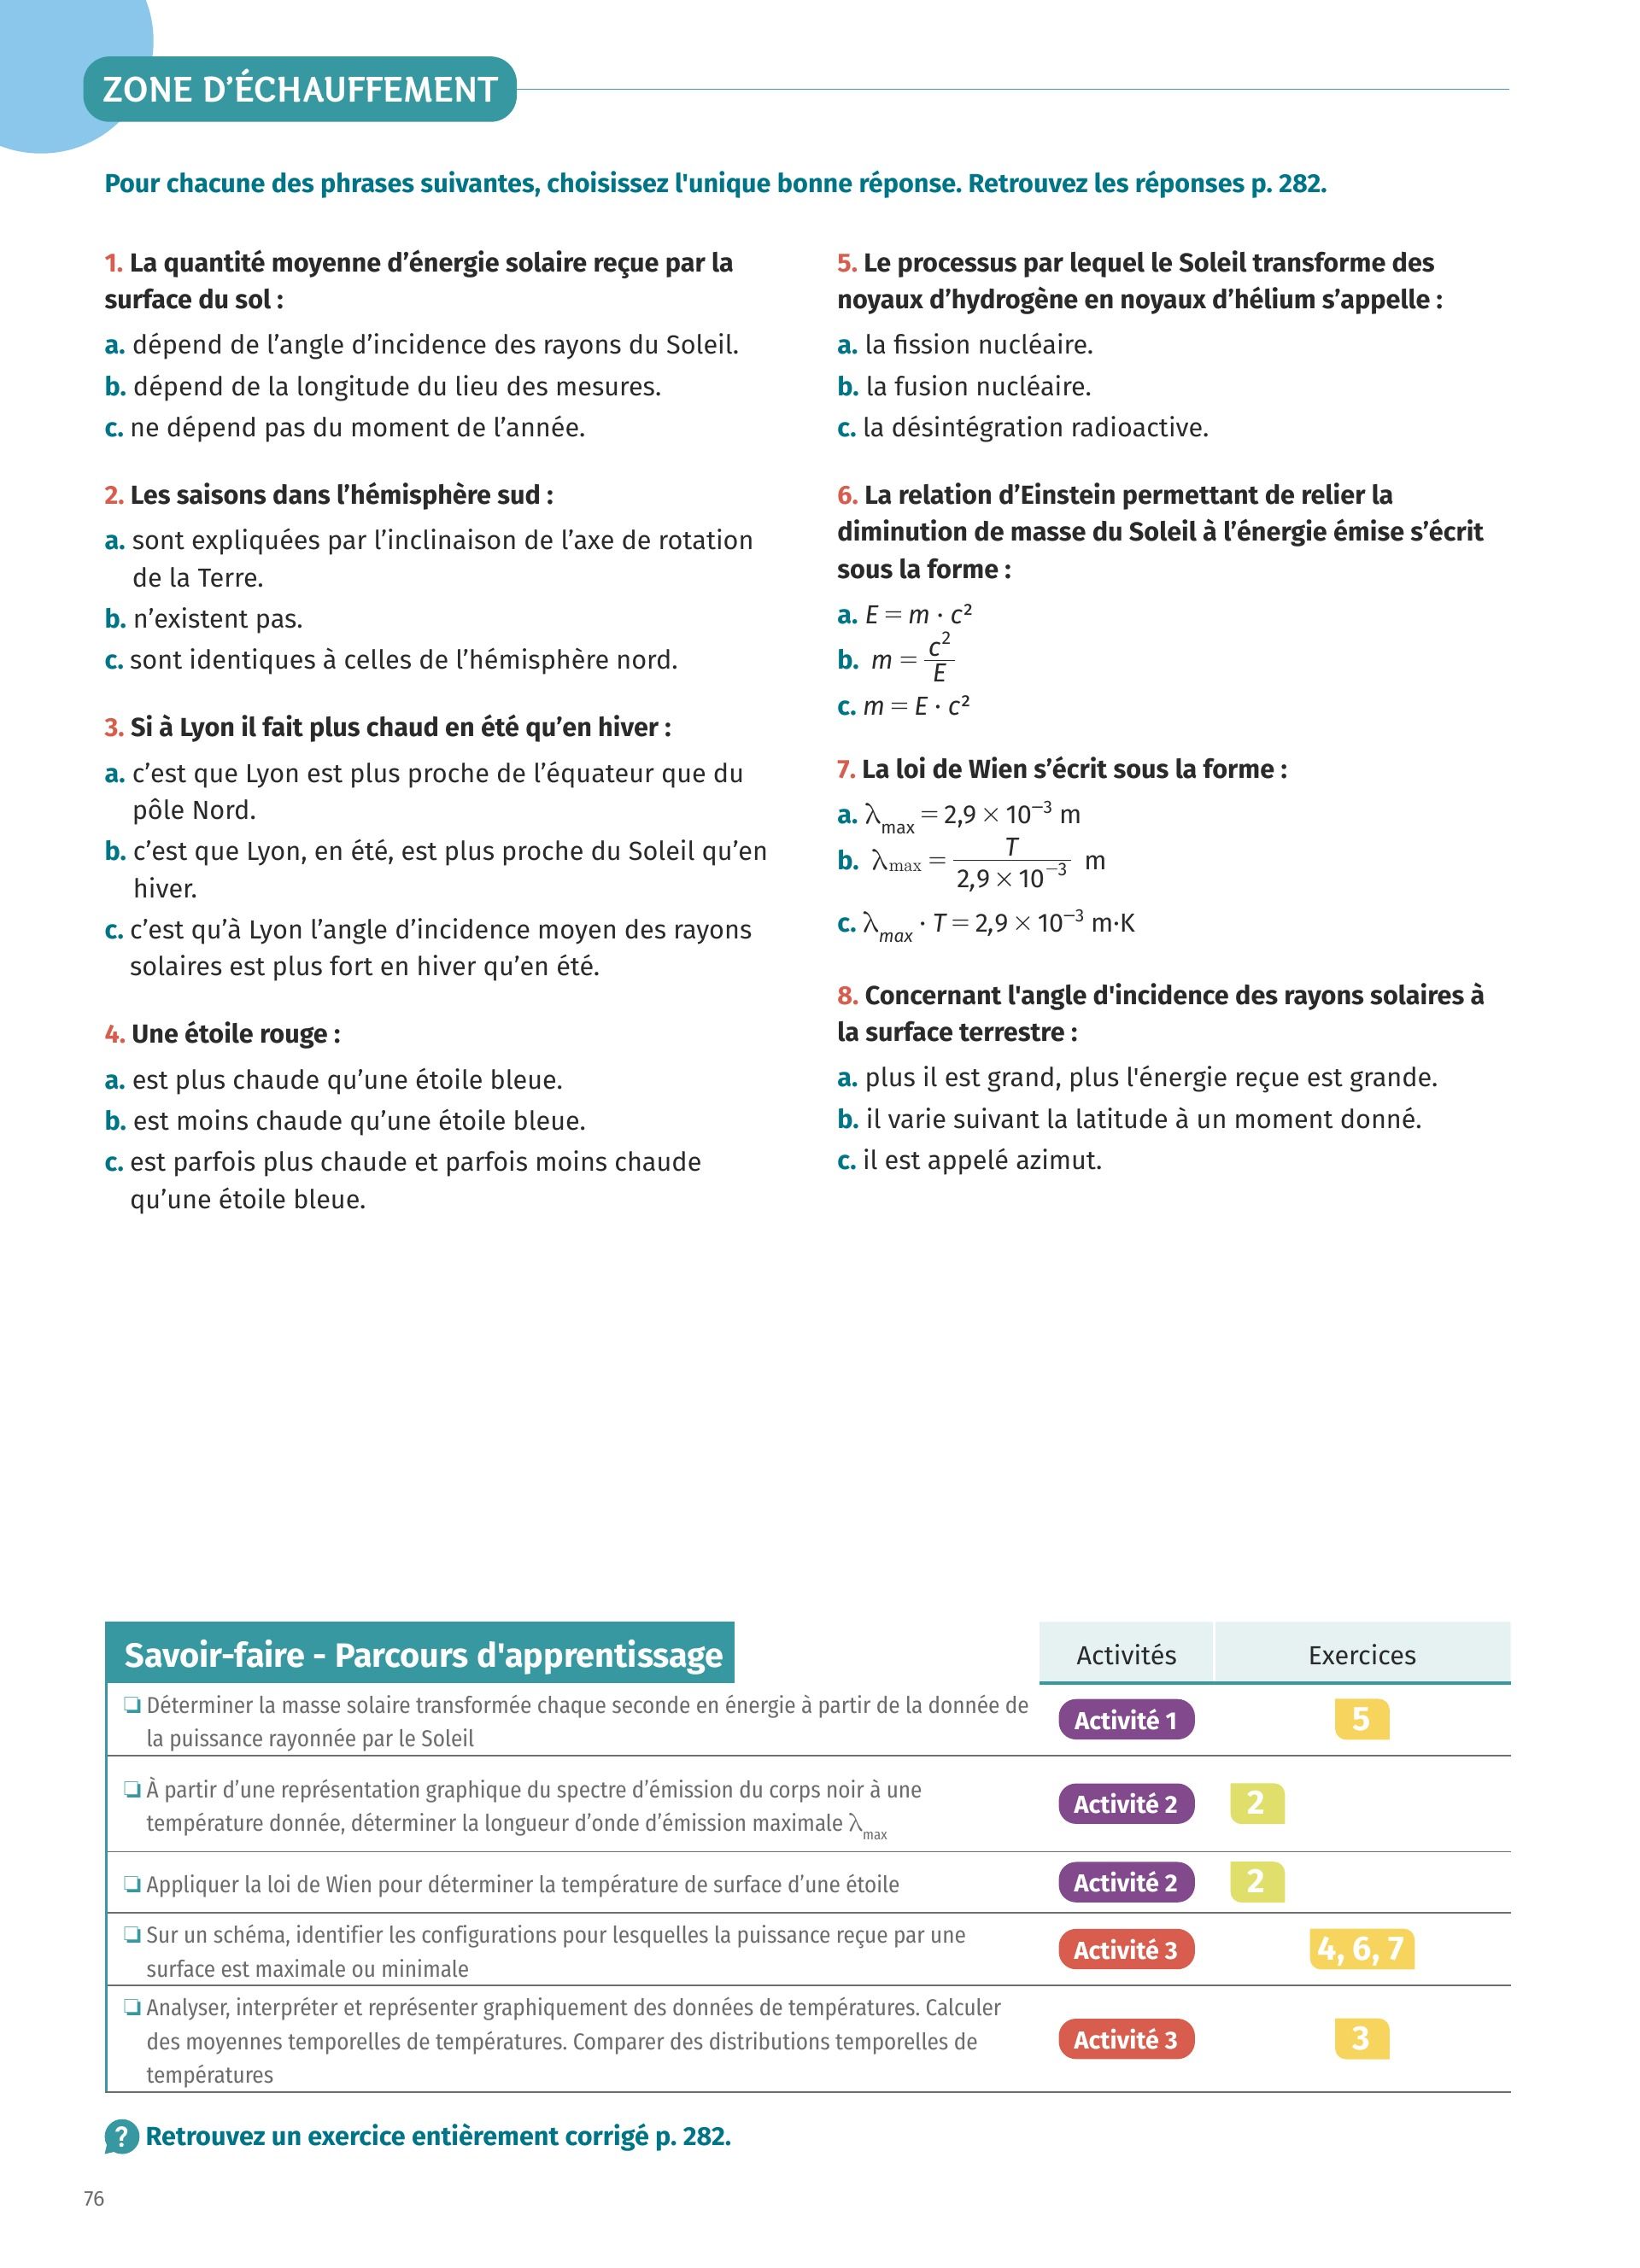 ZONE D’ÉCHAUFFEMENT
Pour chacune des phrases suivantes, choisissez l'unique bonne réponse. Retrouvez les réponses p. 282.
1. La quantité moyenne d’énergie solaire reçue par la
surface du sol :
a. dépend de l’angle d’incidence des rayons du Soleil.
b. dépend de la longitude du lieu des mesures.
c. ne dépend pas du moment de l’année.
2. Les saisons dans l’hémisphère sud :
a. sont expliquées par l’inclinaison de l’axe de rotation
de la Terre.
b. n’existent pas.
c. sont identiques à celles de l’hémisphère nord.
3. Si à Lyon il fait plus chaud en été qu’en hiver :
a. c’est que Lyon est plus proche de l’équateur que du
pôle Nord.
b. c’est que Lyon, en été, est plus proche du Soleil qu’en
hiver.
c. c’est qu’à Lyon l’angle d’incidence moyen des rayons
solaires est plus fort en hiver qu’en été.
4. Une étoile rouge :
a. est plus chaude qu’une étoile bleue.
b. est moins chaude qu’une étoile bleue.
c. est parfois plus chaude et parfois moins chaude
qu’une étoile bleue.
5. Le processus par lequel le Soleil transforme des
noyaux d’hydrogène en noyaux d’hélium s’appelle :
a. la fission nucléaire.
b. la fusion nucléaire.
c. la désintégration radioactive.
6. La relation d’Einstein permettant de relier la
diminution de masse du Soleil à l’énergie émise s’écrit
sous la forme :
a. E = m · c²
b. m = c²/E
c. m = E · c²
7. La loi de Wien s’écrit sous la forme :
a. λmax = 2,9 × 10⁻³ m
b. λmax = T/(2,9 × 10⁻³) m
c. λmax · T = 2,9 × 10⁻³ m·K
8. Concernant l'angle d'incidence des rayons solaires à
la surface terrestre :
a. plus il est grand, plus l'énergie reçue est grande.
b. il varie suivant la latitude à un moment donné.
c. il est appelé azimut.
Savoir-faire - Parcours d'apprentissage Activités Exercices
❏ Déterminer la masse solaire transformée chaque seconde en énergie à partir de la donnée de
la puissance rayonnée par le Soleil
Activité 1 5
❏ À partir d’une représentation graphique du spectre d’émission du corps noir à une
température donnée, déterminer la longueur d’onde d’émission maximale λmax
Activité 2 2
❏ Appliquer la loi de Wien pour déterminer la température de surface d’une étoile
Activité 2 2
❏ Sur un schéma, identifier les configurations pour lesquelles la puissance reçue par une
surface est maximale ou minimale
Activité 3 4, 6, 7
❏ Analyser, interpréter et représenter graphiquement des données de températures. Calculer
des moyennes temporelles de températures. Comparer des distributions temporelles de
températures
Activité 3 3
? Retrouvez un exercice entièrement corrigé p. 282.
76